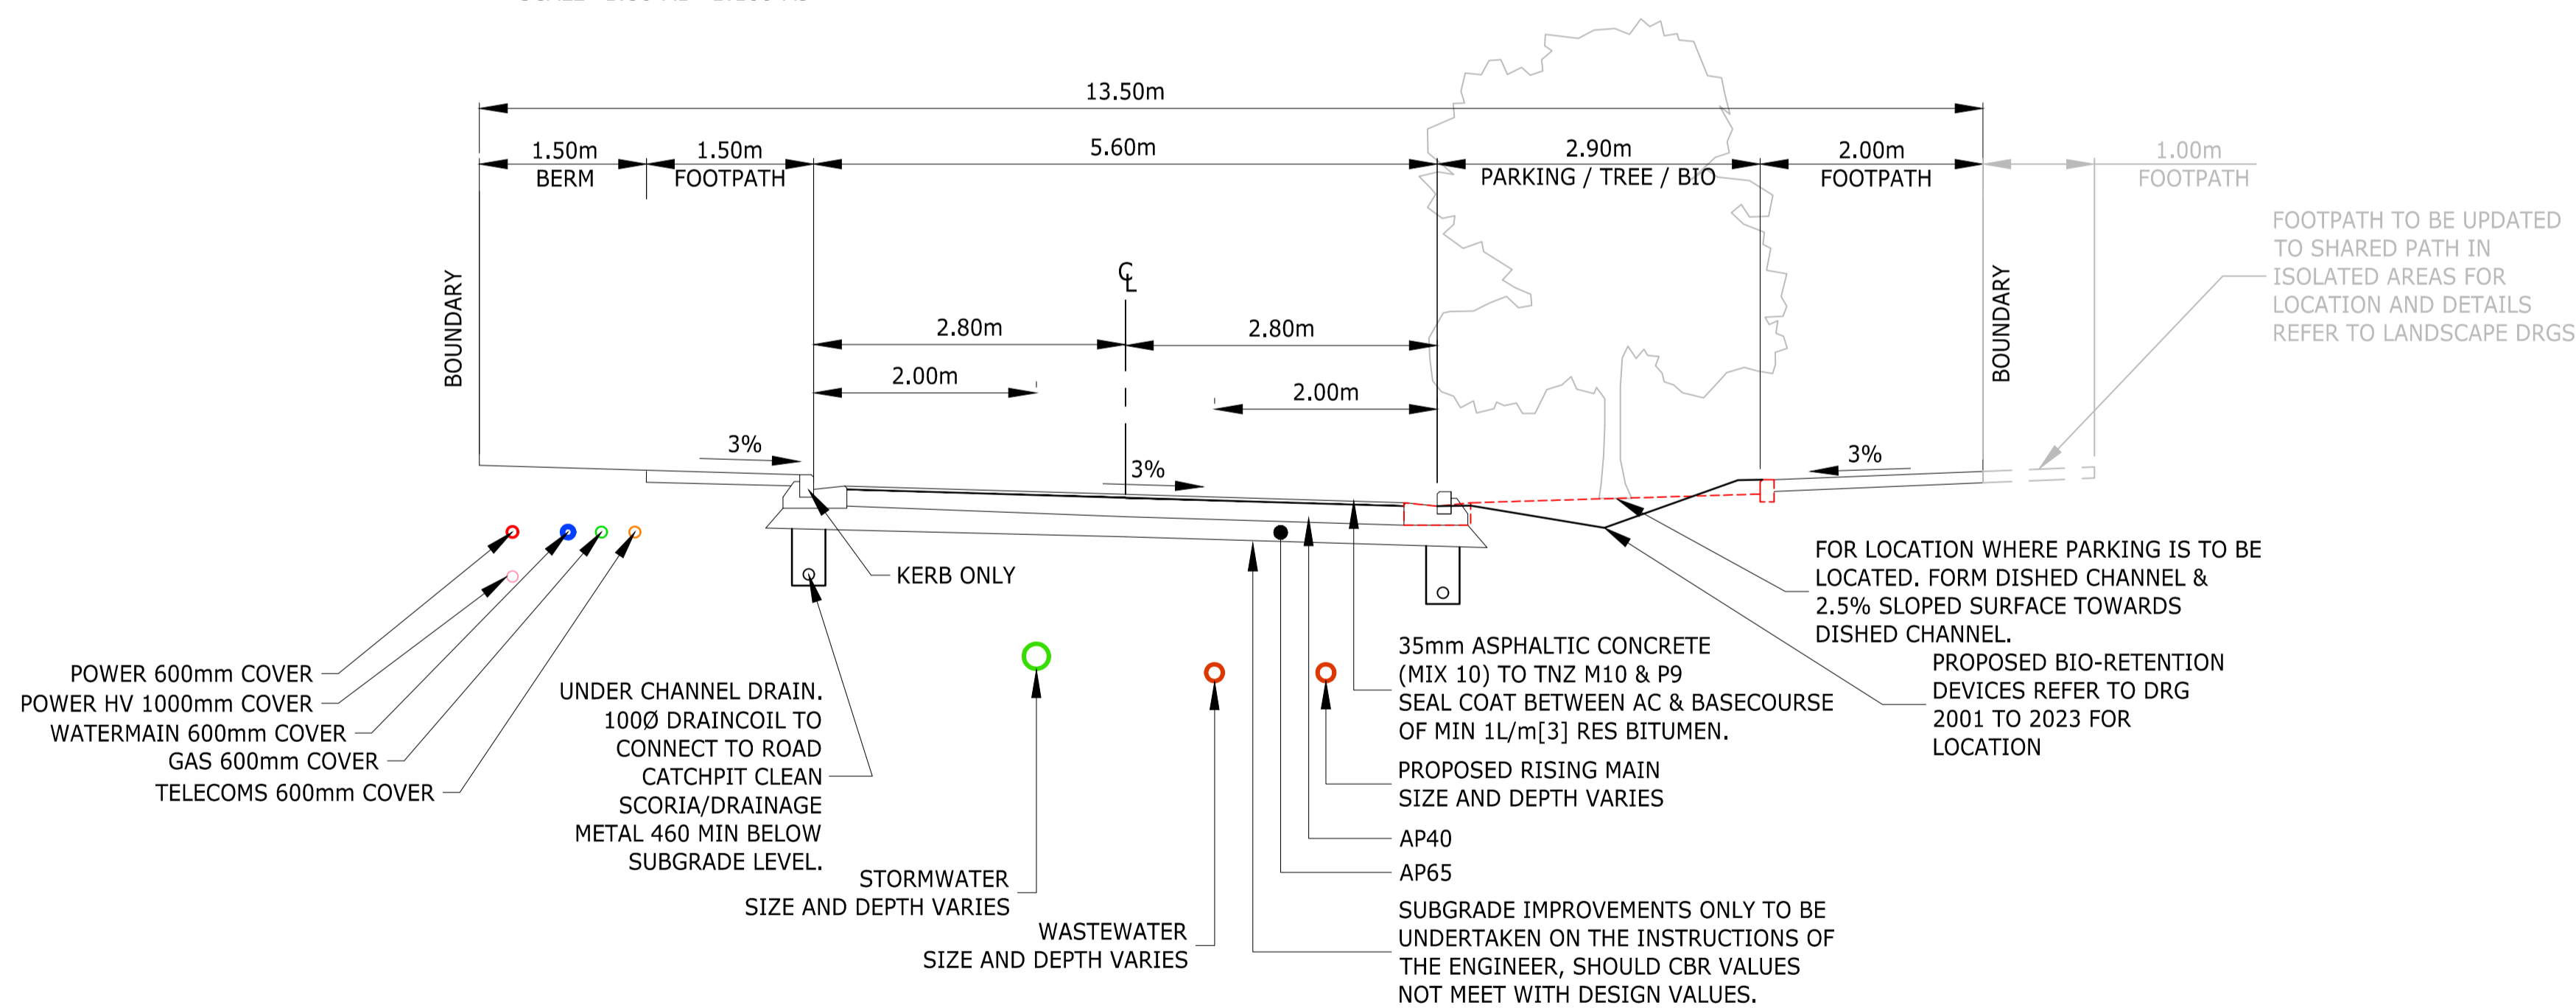 13.50m
1.50m
BERM
1.50m
FOOTPATH
5.60m
2.90m
PARKING / TREE / BIO
2.00m
FOOTPATH
1.00m
FOOTPATH
FOOTPATH TO BE UPDATED
TO SHARED PATH IN
ISOLATED AREAS FOR
LOCATION AND DETAILS
REFER TO LANDSCAPE DRGS
BOUNDARY
CL
BOUNDARY
2.80m
2.80m
2.00m
2.00m
3%
3%
3%
KERB ONLY
POWER 600mm COVER
POWER HV 1000mm COVER
WATERMAIN 600mm COVER
GAS 600mm COVER
TELECOMS 600mm COVER
UNDER CHANNEL DRAIN.
100Ø DRAINCOIL TO
CONNECT TO ROAD
CATCHPIT CLEAN
SCORIA/DRAINAGE
METAL 460 MIN BELOW
SUBGRADE LEVEL.
STORMWATER
SIZE AND DEPTH VARIES
WASTEWATER
SIZE AND DEPTH VARIES
35mm ASPHALTIC CONCRETE
(MIX 10) TO TNZ M10 & P9
SEAL COAT BETWEEN AC & BASECOURSE
OF MIN 1L/m[3] RES BITUMEN.
PROPOSED RISING MAIN
SIZE AND DEPTH VARIES
AP40
AP65
SUBGRADE IMPROVEMENTS ONLY TO BE
UNDERTAKEN ON THE INSTRUCTIONS OF
THE ENGINEER, SHOULD CBR VALUES
NOT MEET WITH DESIGN VALUES.
FOR LOCATION WHERE PARKING IS TO BE
LOCATED. FORM DISHED CHANNEL &
2.5% SLOPED SURFACE TOWARDS
DISHED CHANNEL.
PROPOSED BIO-RETENTION
DEVICES REFER TO DRG
2001 TO 2023 FOR
LOCATION